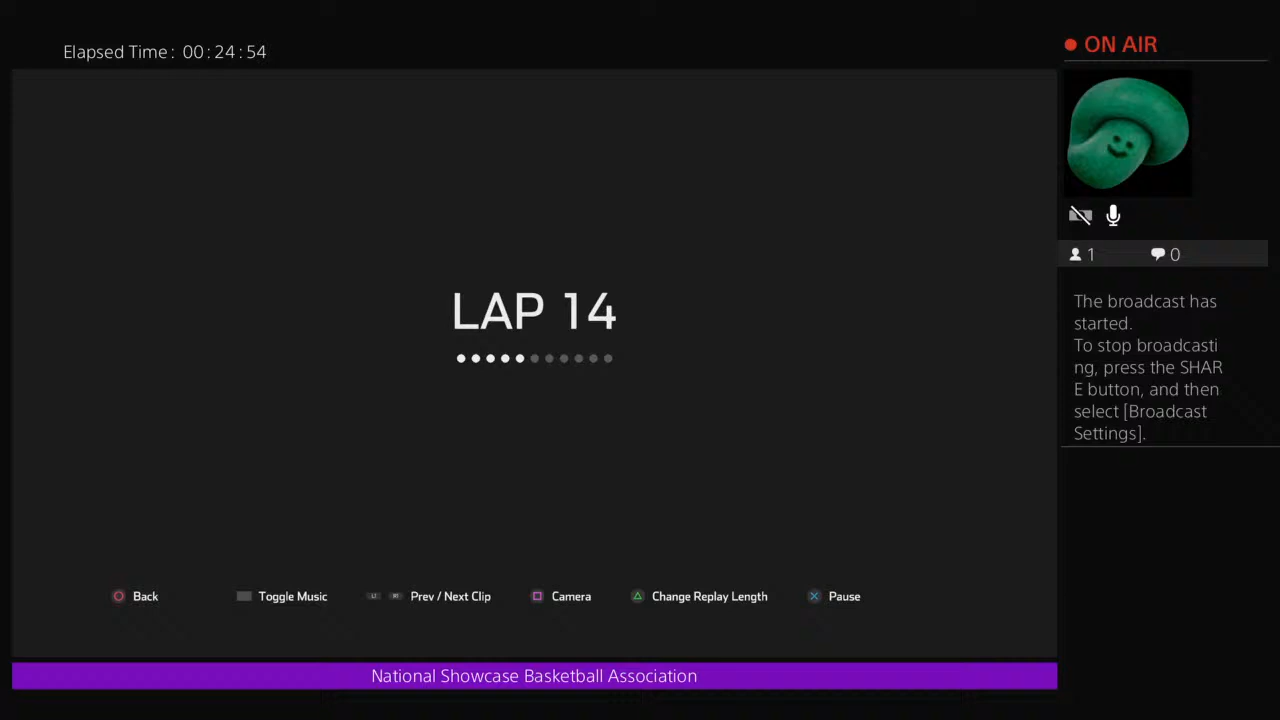 Elapsed Time: 00:24:54
ON AIR
1 0
LAP 14
The broadcast has
started.
To stop broadcasti
ng, press the SHAR
E button, and then
select [Broadcast
Settings].
Back Toggle Music L1 R1 Prev / Next Clip Camera Change Replay Length Pause
National Showcase Basketball Association